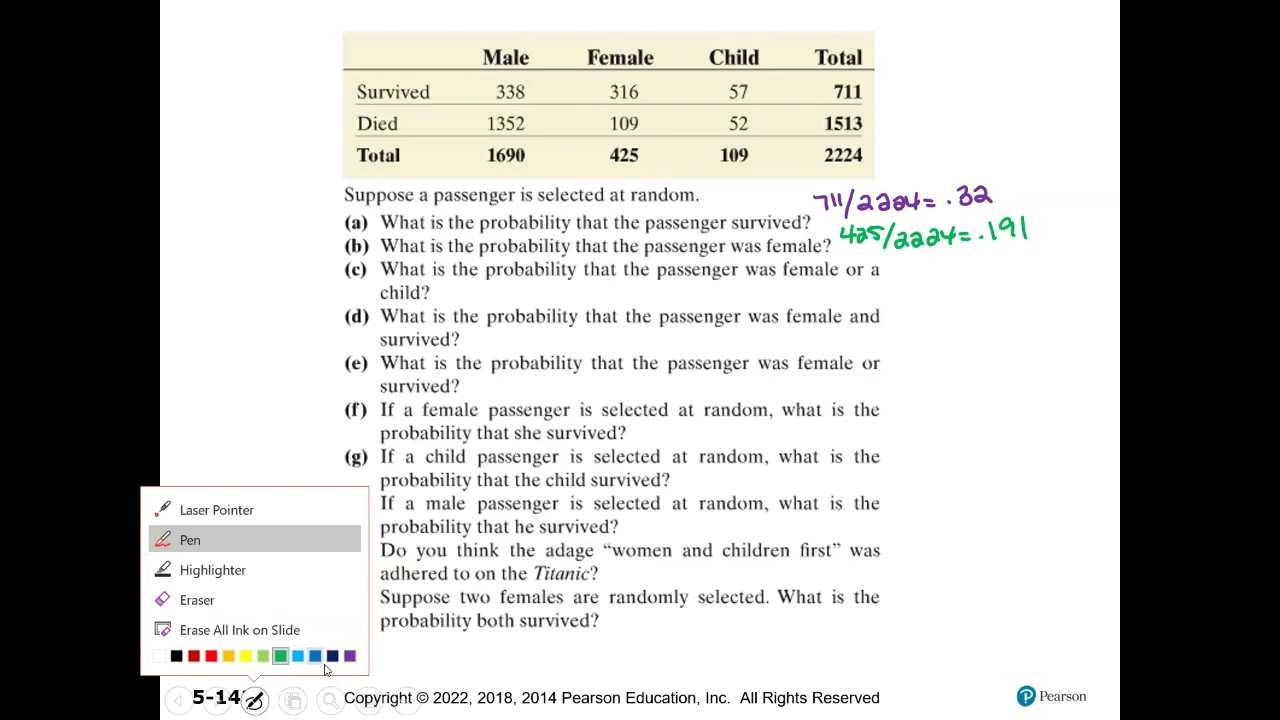 Male Female Child Total
Survived 338 316 57 711
Died 1352 109 52 1513
Total 1690 425 109 2224
Suppose a passenger is selected at random.
711/2224 = .32
(a) What is the probability that the passenger survived?
425/2224 = .191
(b) What is the probability that the passenger was female?
(c) What is the probability that the passenger was female or a
child?
(d) What is the probability that the passenger was female and
survived?
(e) What is the probability that the passenger was female or
survived?
(f) If a female passenger is selected at random, what is the
probability that she survived?
(g) If a child passenger is selected at random, what is the
probability that the child survived?
If a male passenger is selected at random, what is the
probability that he survived?
Do you think the adage “women and children first” was
adhered to on the Titanic?
Suppose two females are randomly selected. What is the
probability both survived?
Laser Pointer
Pen
Highlighter
Eraser
Erase All Ink on Slide
5-14
Copyright © 2022, 2018, 2014 Pearson Education, Inc. All Rights Reserved
Pearson